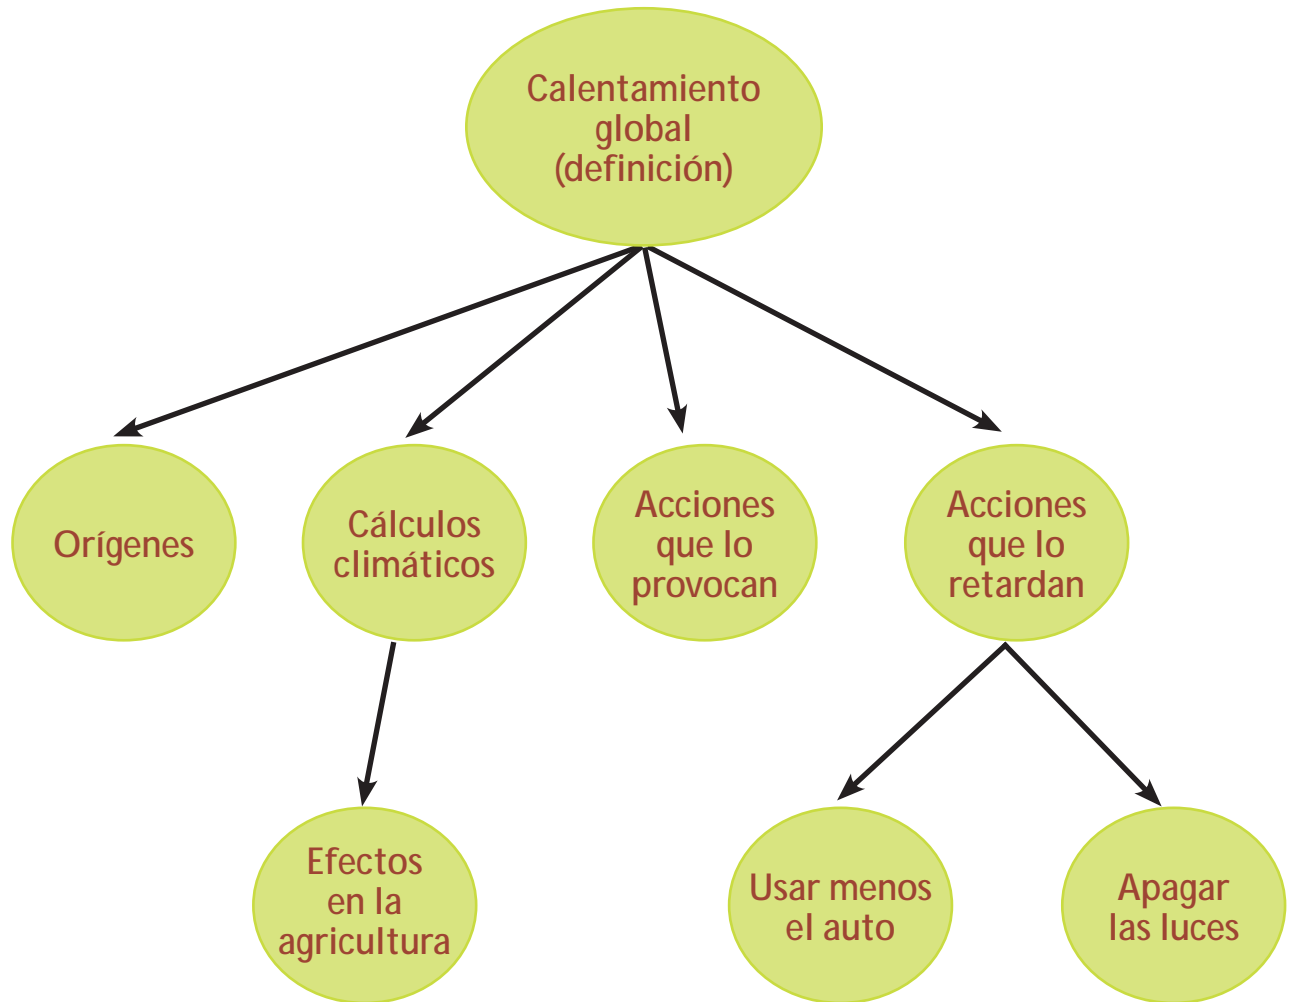 Calentamiento
global
(definición)
Orígenes
Cálculos
climáticos
Acciones
que lo
provocan
Acciones
que lo
retardan
Efectos
en la
agricultura
Usar menos
el auto
Apagar
las luces